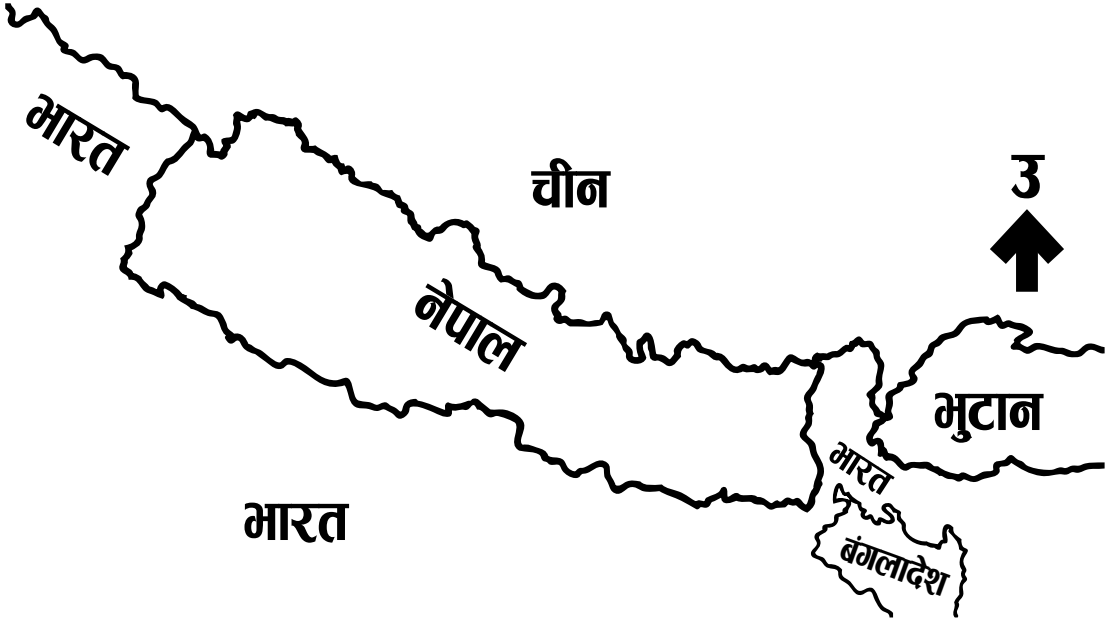 भारत
चीन
उ
नेपाल
भुटान
भारत
भारत
बंगलादेश